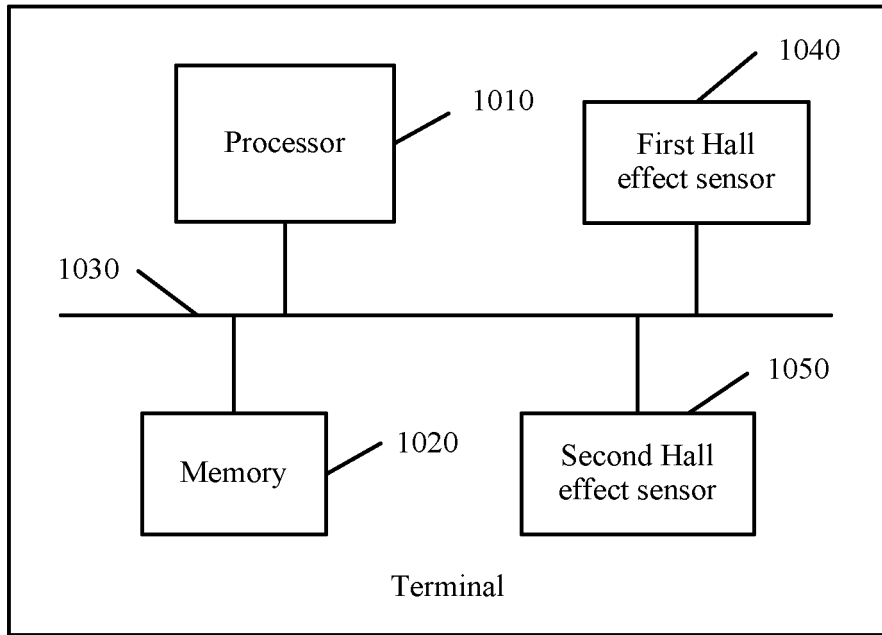 1040
1010
Processor
First Hall
effect sensor
1030
1050
1020
Memory
Second Hall
effect sensor
Terminal